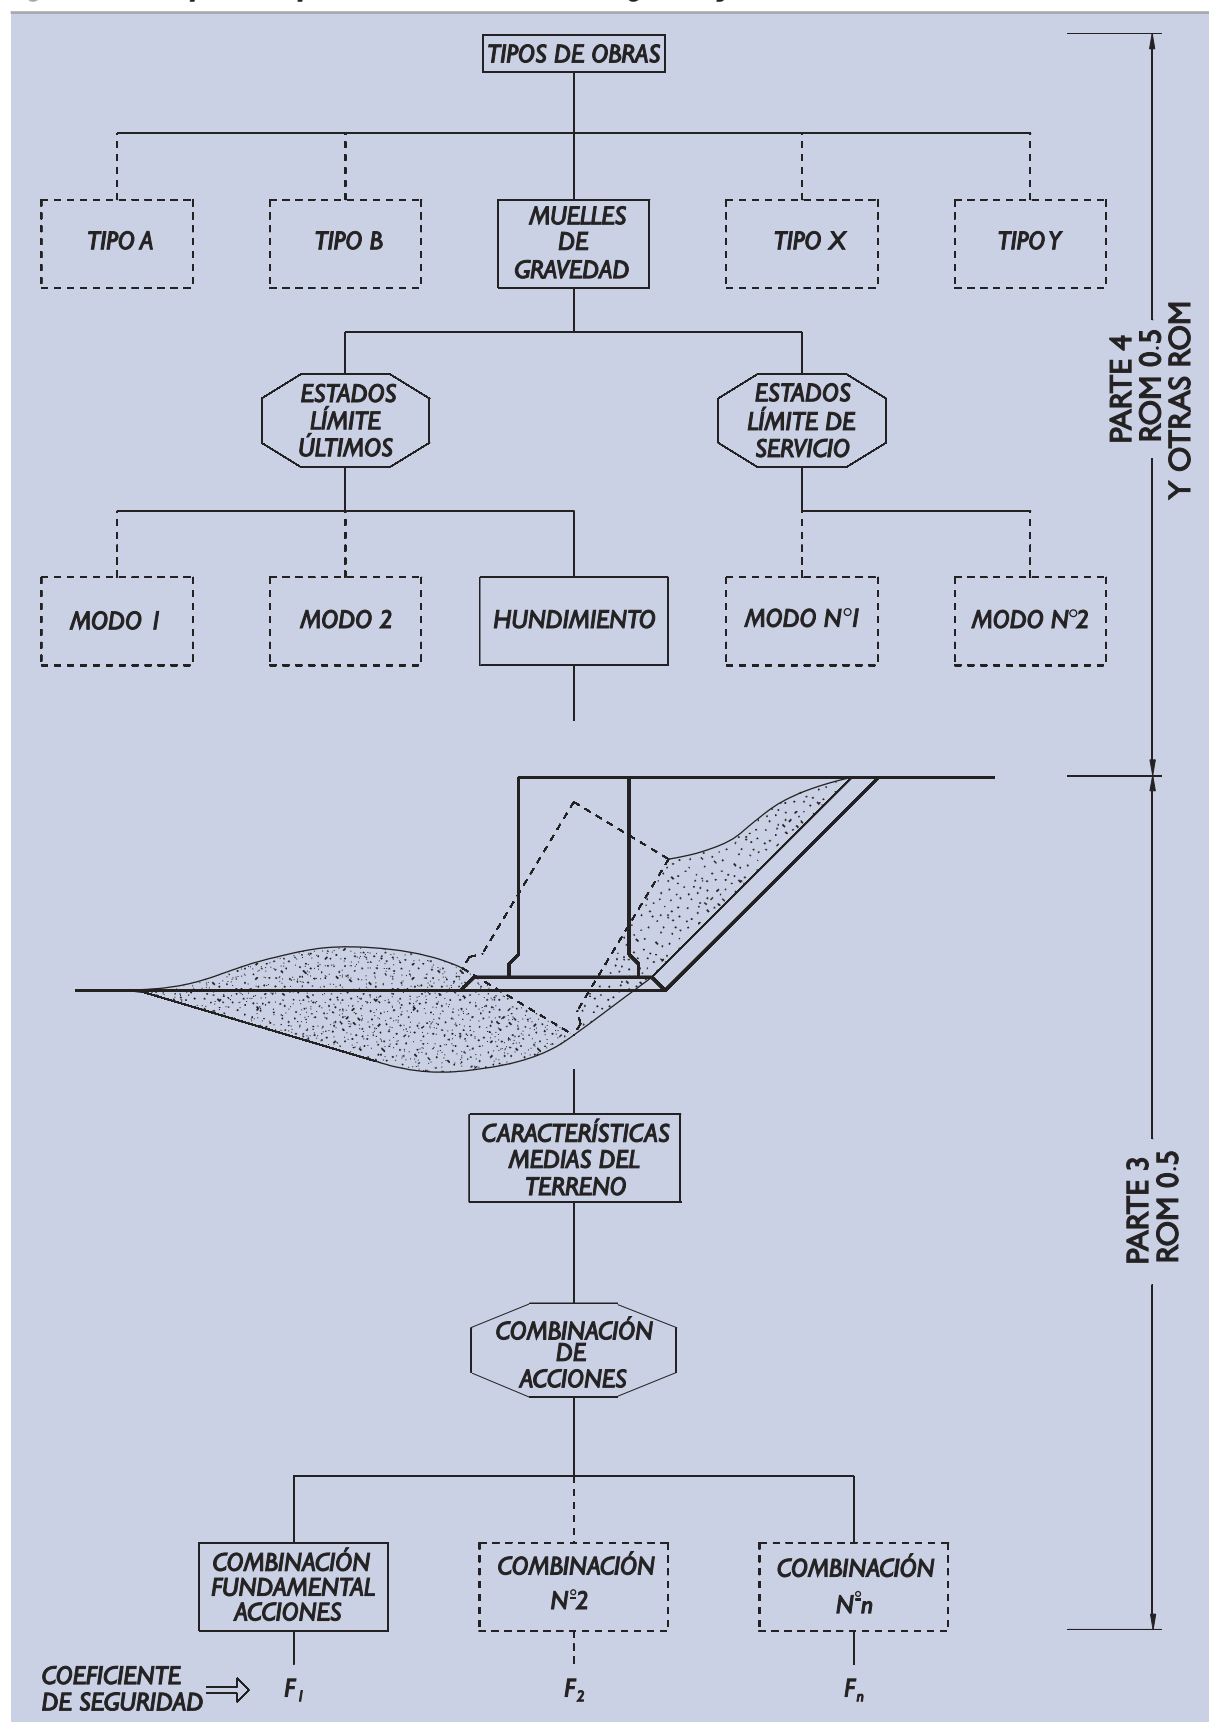 TIPOS DE OBRAS
TIPO A
TIPO B
MUELLES
DE
GRAVEDAD
TIPO X
TIPO Y
ESTADOS
LÍMITE
ÚLTIMOS
ESTADOS
LÍMITE DE
SERVICIO
PARTE 4
ROM 0.5
Y OTRAS ROM
MODO 1
MODO 2
HUNDIMIENTO
MODO N°1
MODO N°2
CARACTERÍSTICAS
MEDIAS DEL
TERRENO
PARTE 3
ROM 0.5
COMBINACIÓN
DE
ACCIONES
COMBINACIÓN
FUNDAMENTAL
ACCIONES
COMBINACIÓN
Nº2
COMBINACIÓN
Nºn
COEFICIENTE
DE SEGURIDAD
F1
F2
Fn